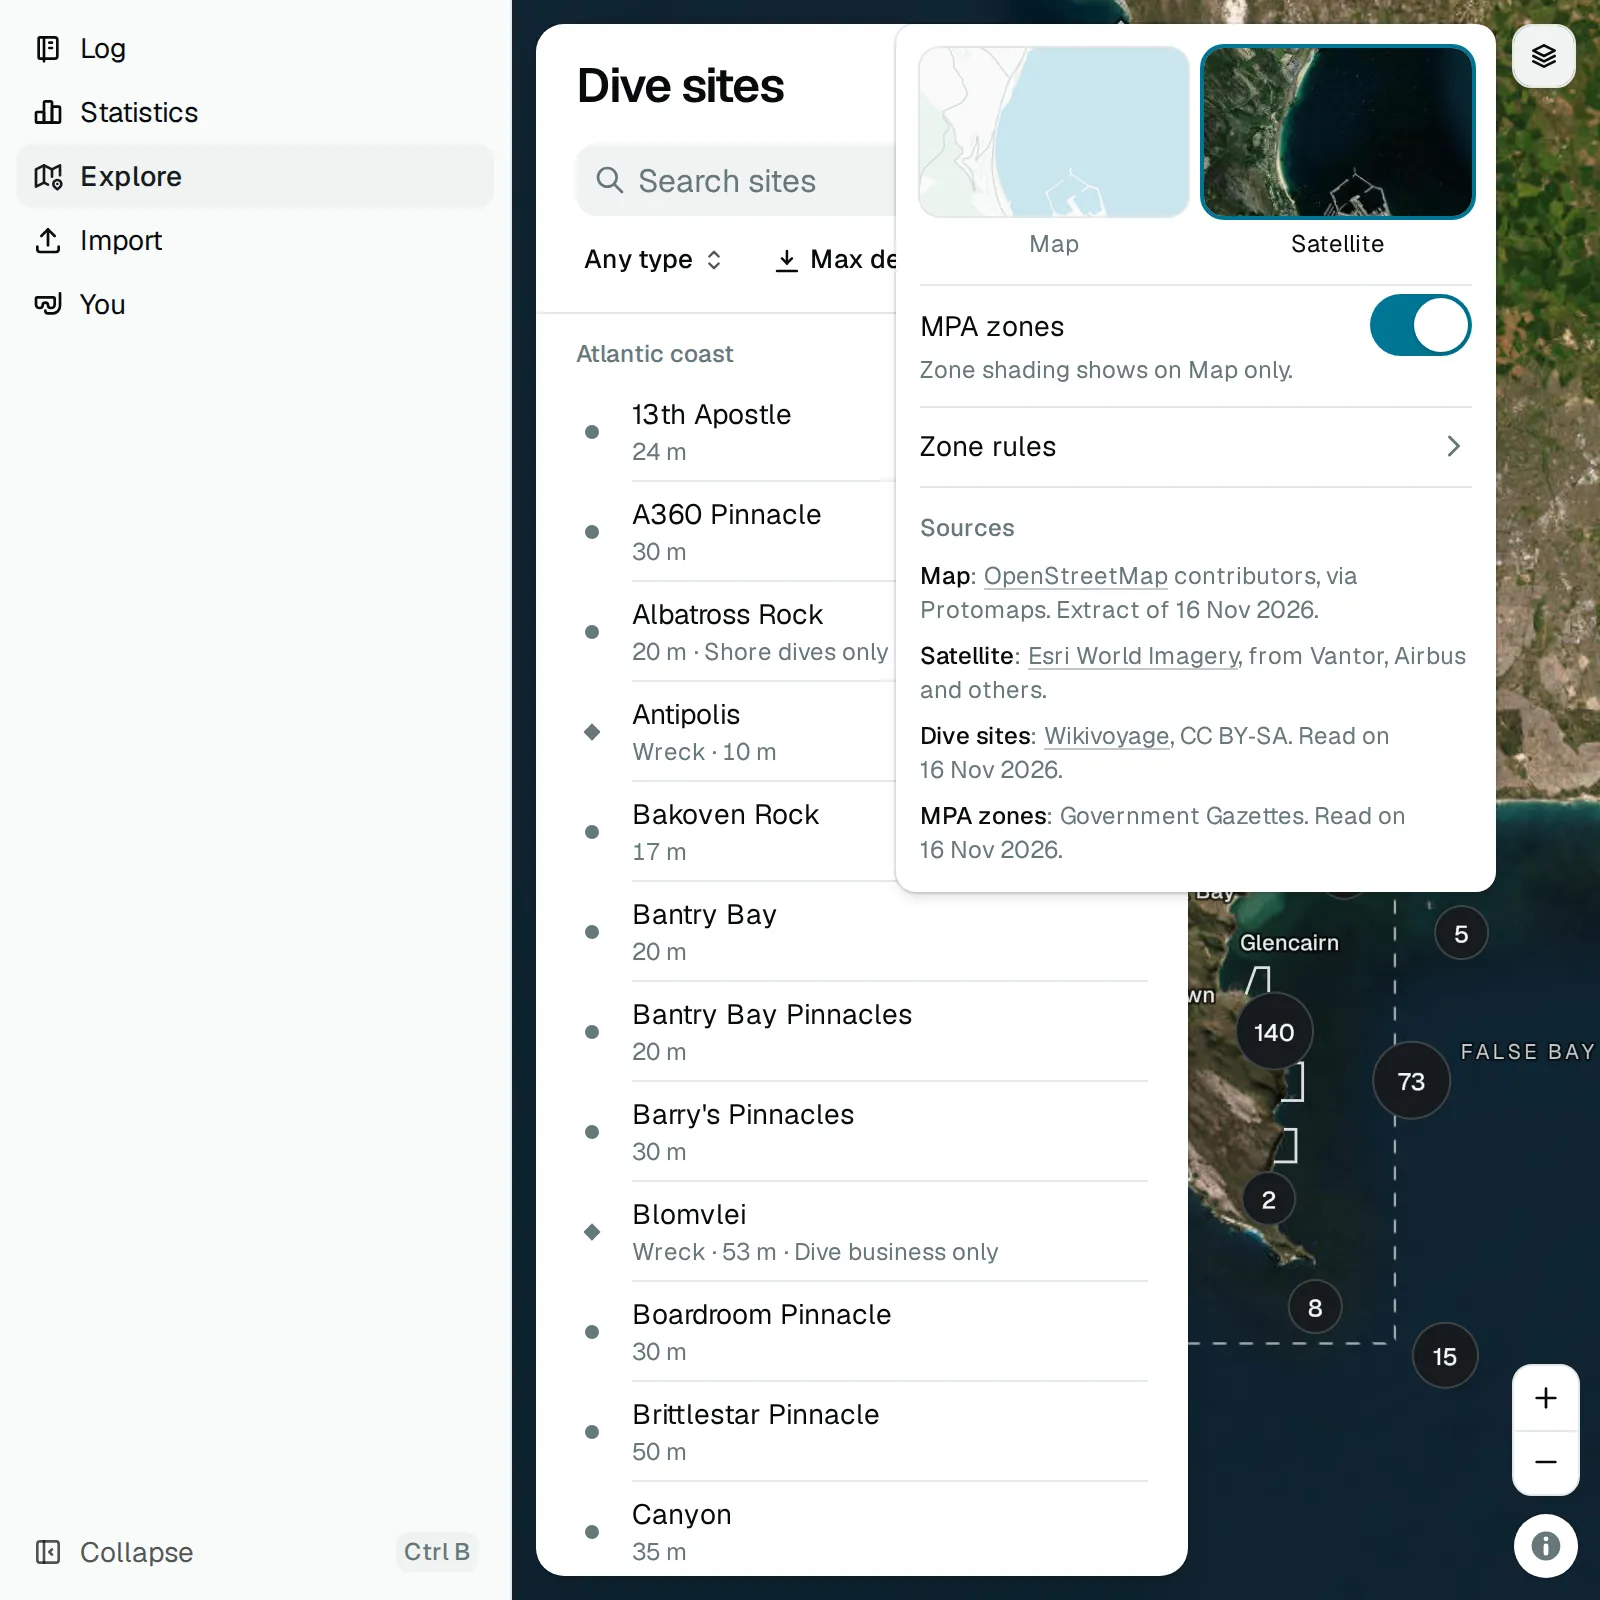 Log
Statistics
Explore
Import
You
Collapse
Ctrl B
Dive sites
Search sites
Any type
Max de
Atlantic coast
13th Apostle
24 m
A360 Pinnacle
30 m
Albatross Rock
20 m · Shore dives only
Antipolis
Wreck · 10 m
Bakoven Rock
17 m
Bantry Bay
20 m
Bantry Bay Pinnacles
20 m
Barry's Pinnacles
30 m
Blomvlei
Wreck · 53 m · Dive business only
Boardroom Pinnacle
30 m
Brittlestar Pinnacle
50 m
Canyon
35 m
Map
Satellite
MPA zones
Zone shading shows on Map only.
Zone rules
Sources
Map: OpenStreetMap contributors, via
Protomaps. Extract of 16 Nov 2026.
Satellite: Esri World Imagery, from Vantor, Airbus
and others.
Dive sites: Wikivoyage, CC BY-SA. Read on
16 Nov 2026.
MPA zones: Government Gazettes. Read on
16 Nov 2026.
Bay
5
Glencairn
wn
140
FALSE BAY
73
2
8
15